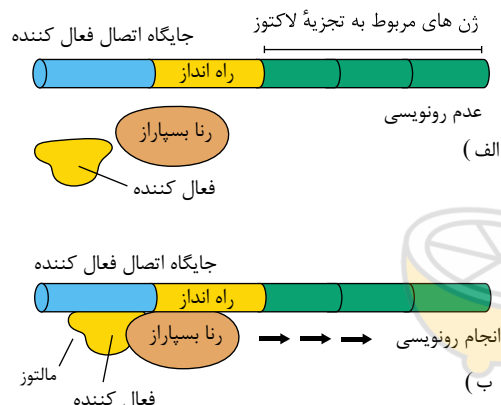 ژن های مربوط به تجزیهٔ لاکتوز
جایگاه اتصال فعال کننده
راه انداز
عدم رونویسی
رنا بسپاراز
الف )
فعال کننده
جایگاه اتصال فعال کننده
راه انداز
رنا بسپاراز
انجام رونویسی
مالتوز
فعال کننده
ب )